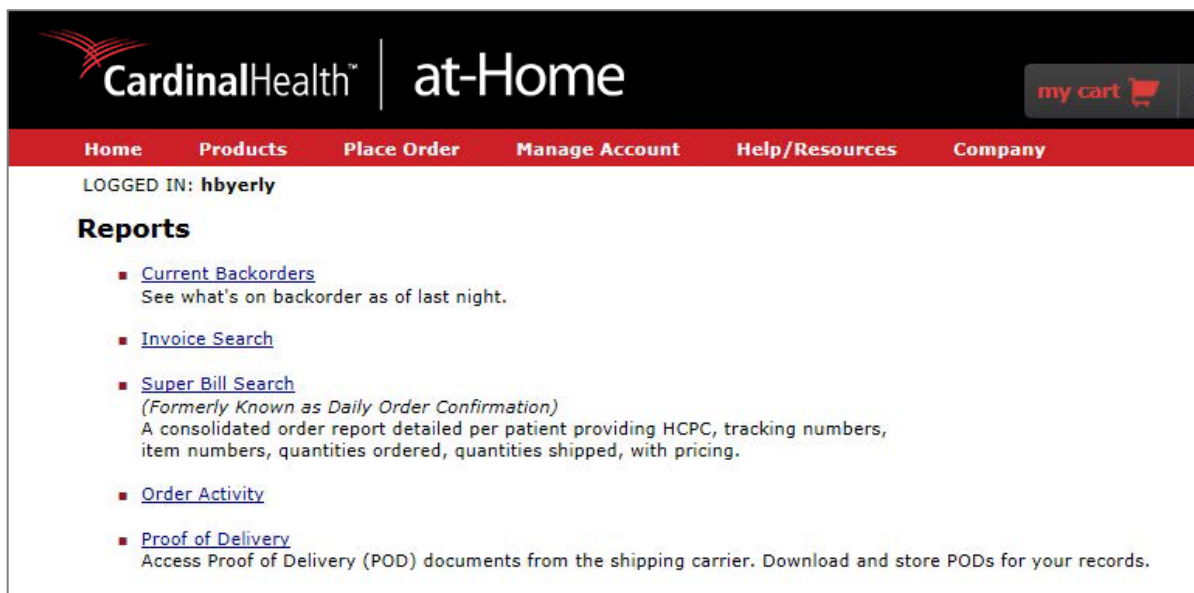 CardinalHealth™ | at-Home
my cart
Home Products Place Order Manage Account Help/Resources Company
LOGGED IN: hbyerly
Reports
Current Backorders
See what's on backorder as of last night.
Invoice Search
Super Bill Search
(Formerly Known as Daily Order Confirmation)
A consolidated order report detailed per patient providing HCPC, tracking numbers,
item numbers, quantities ordered, quantities shipped, with pricing.
Order Activity
Proof of Delivery
Access Proof of Delivery (POD) documents from the shipping carrier. Download and store PODs for your records.